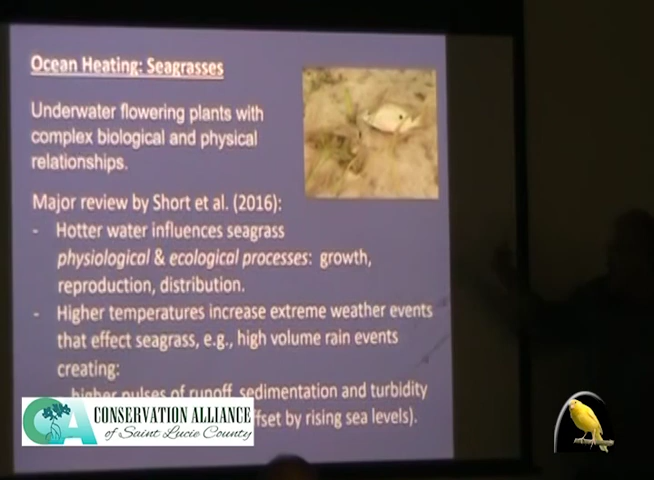 Ocean Heating: Seagrasses
Underwater flowering plants with
complex biological and physical
relationships.
Major review by Short et al. (2016):
- Hotter water influences seagrass
physiological & ecological processes: growth,
reproduction, distribution.
- Higher temperatures increase extreme weather events
that effect seagrass, e.g., high volume rain events
creating:
higher pulses of runoff, sedimentation and turbidity
ffset by rising sea levels).
CA CONSERVATION ALLIANCE
of Saint Lucie County